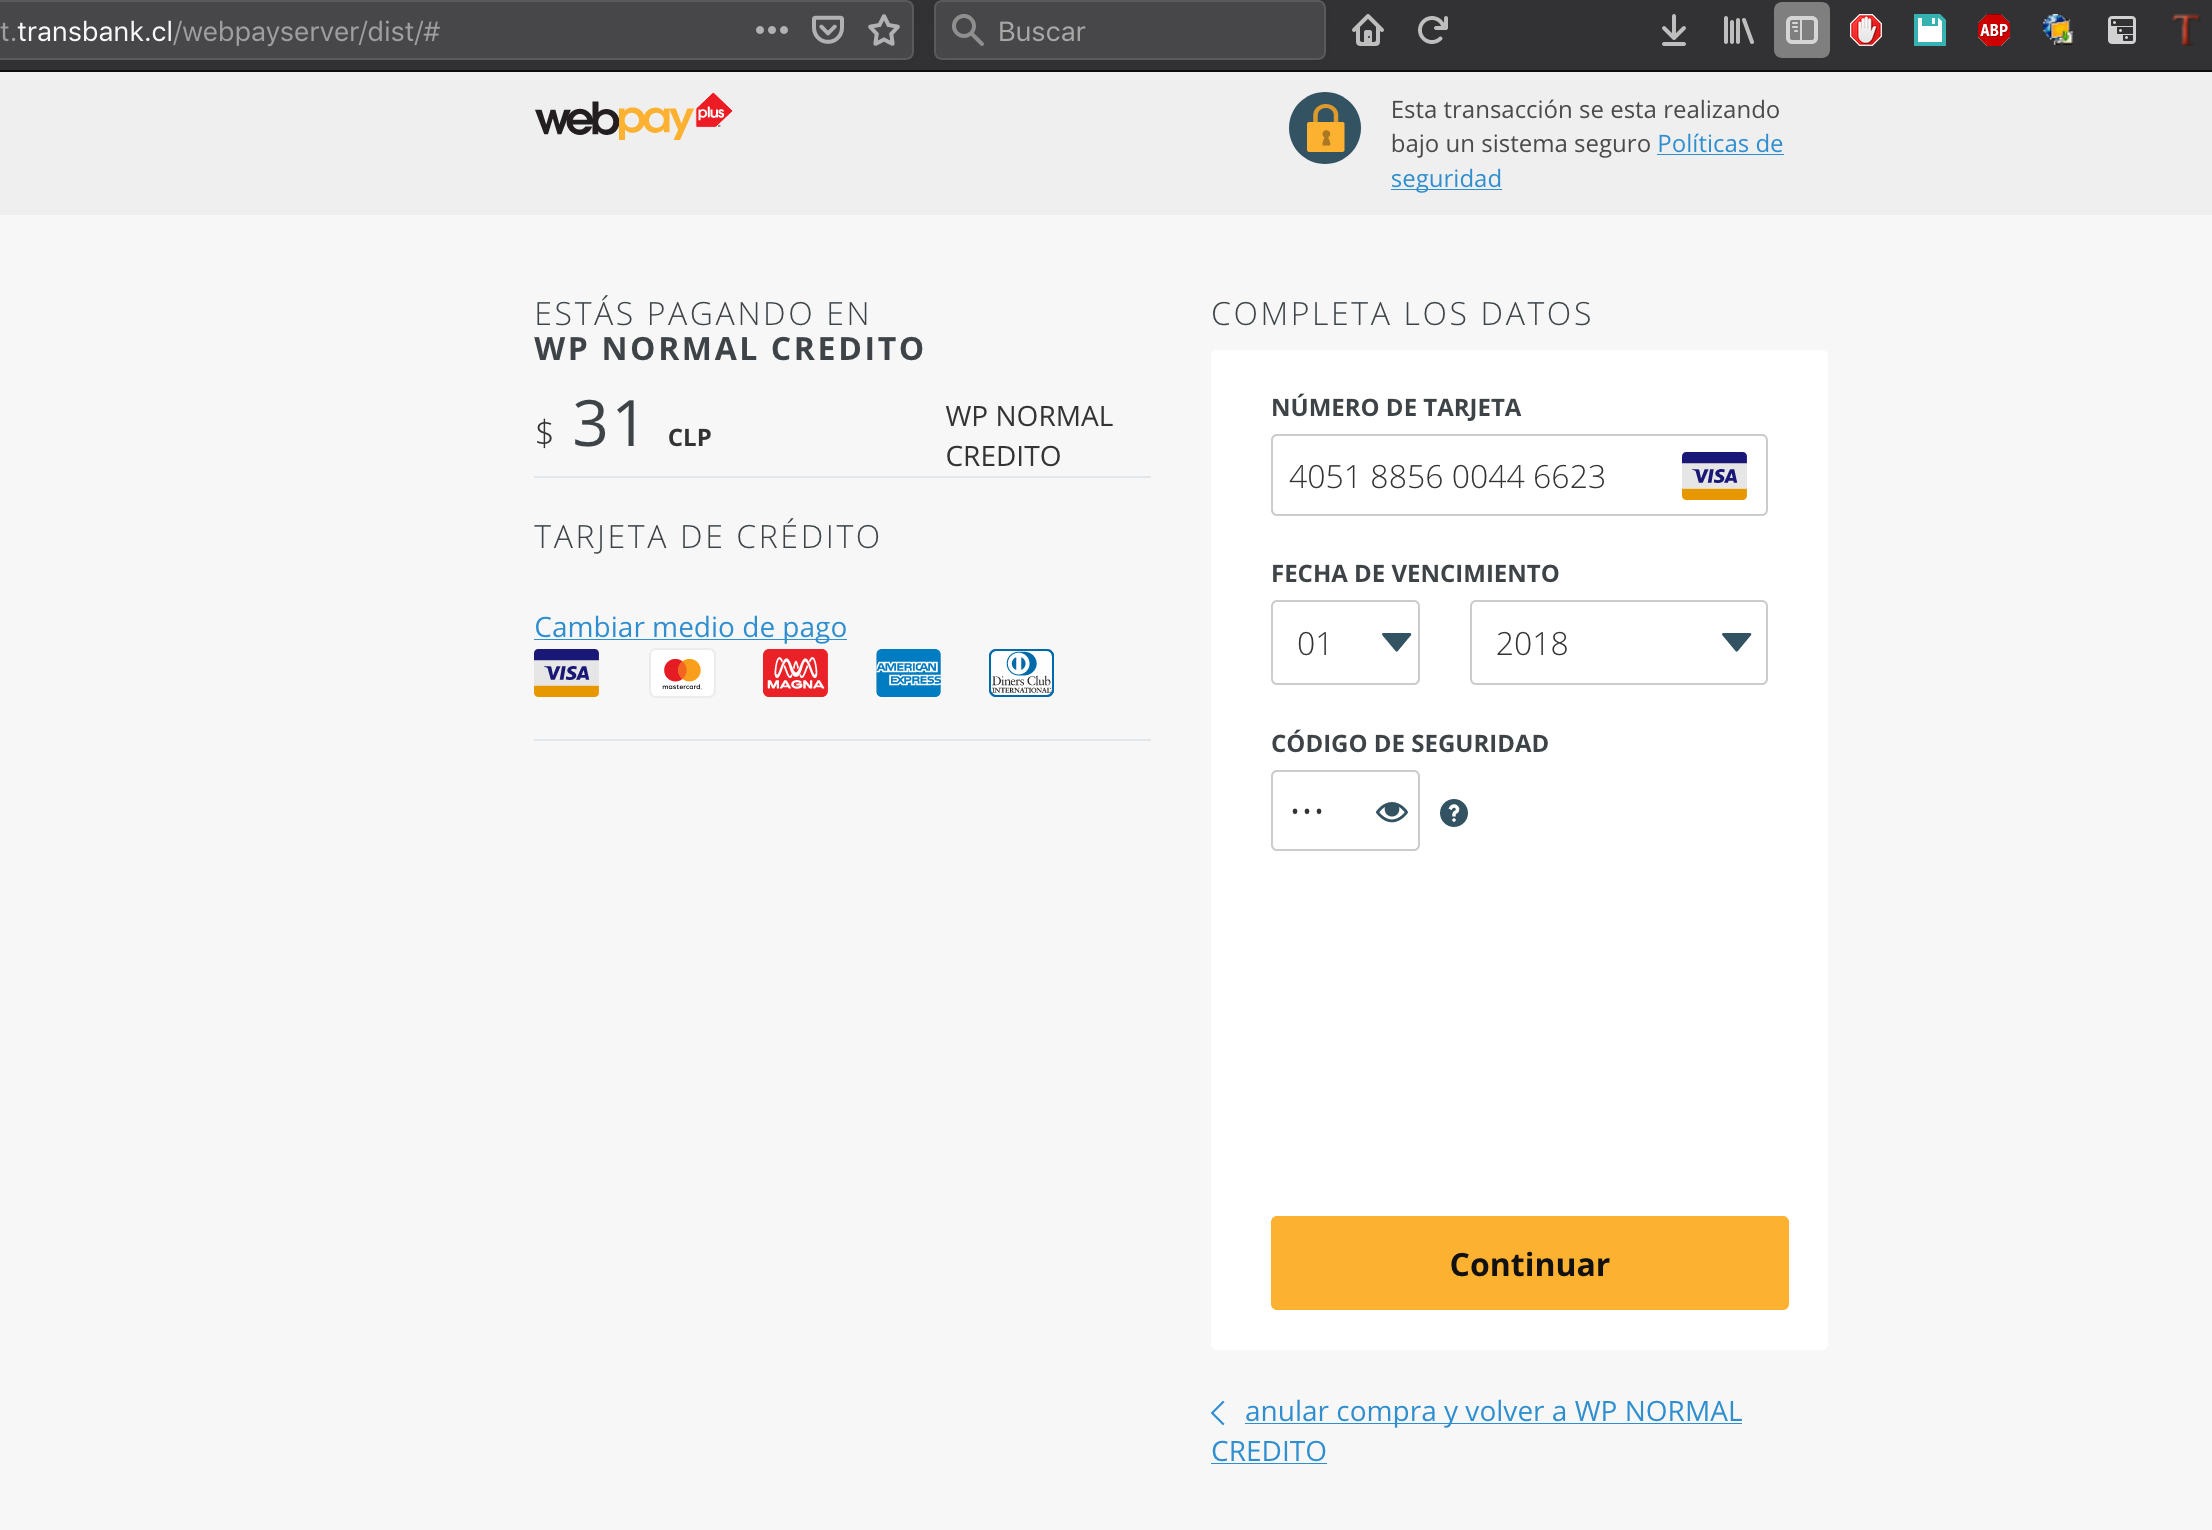 t.transbank.cl/webpayserver/dist/#
Buscar
ABP
T
webpay plus
Esta transacción se esta realizando
bajo un sistema seguro Políticas de
seguridad
ESTÁS PAGANDO EN
WP NORMAL CREDITO
$ 31 CLP
WP NORMAL
CREDITO
TARJETA DE CRÉDITO
Cambiar medio de pago
VISA
mastercard.
MAGNA
AMERICAN
EXPRESS
Diners Club
INTERNATIONAL
COMPLETA LOS DATOS
NÚMERO DE TARJETA
4051 8856 0044 6623
VISA
FECHA DE VENCIMIENTO
01
2018
CÓDIGO DE SEGURIDAD
•••
?
Continuar
anular compra y volver a WP NORMAL
CREDITO